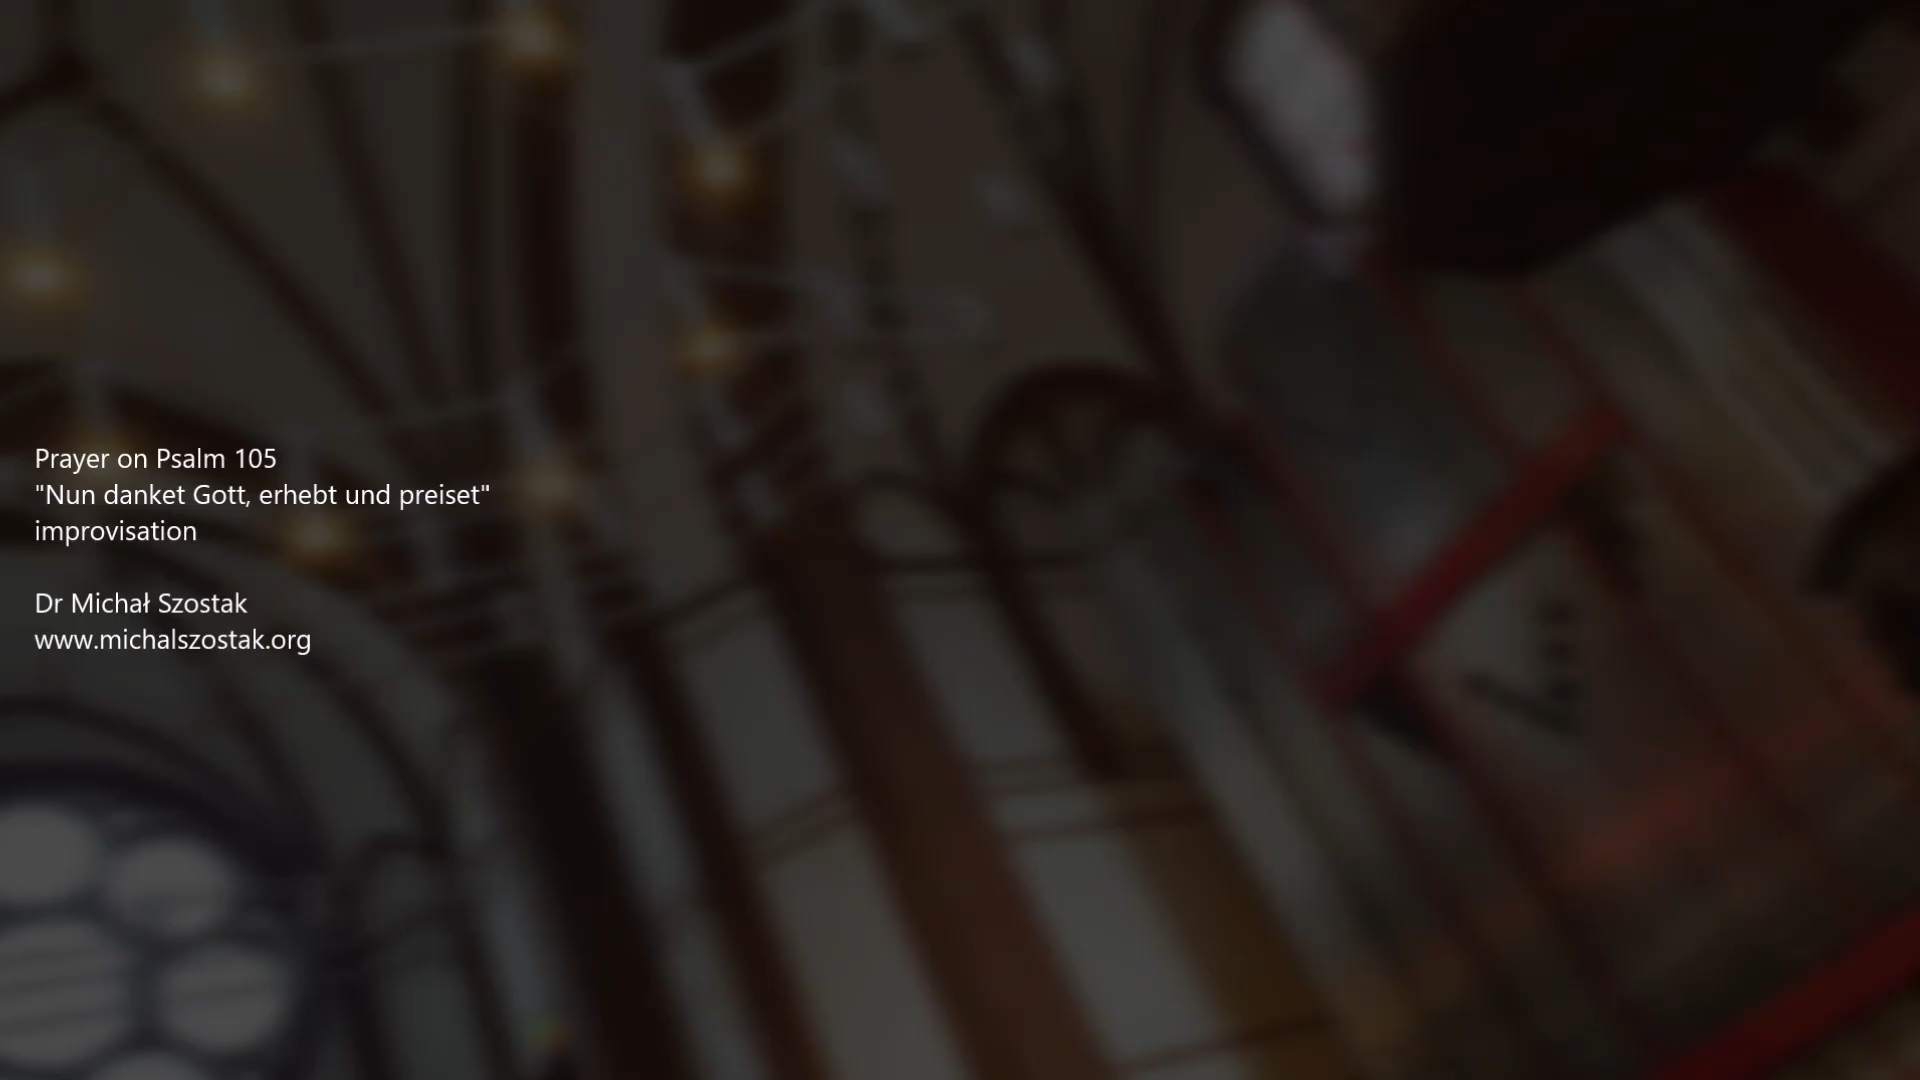 Prayer on Psalm 105
"Nun danket Gott, erhebt und preiset"
improvisation
Dr Michał Szostak
www.michalszostak.org